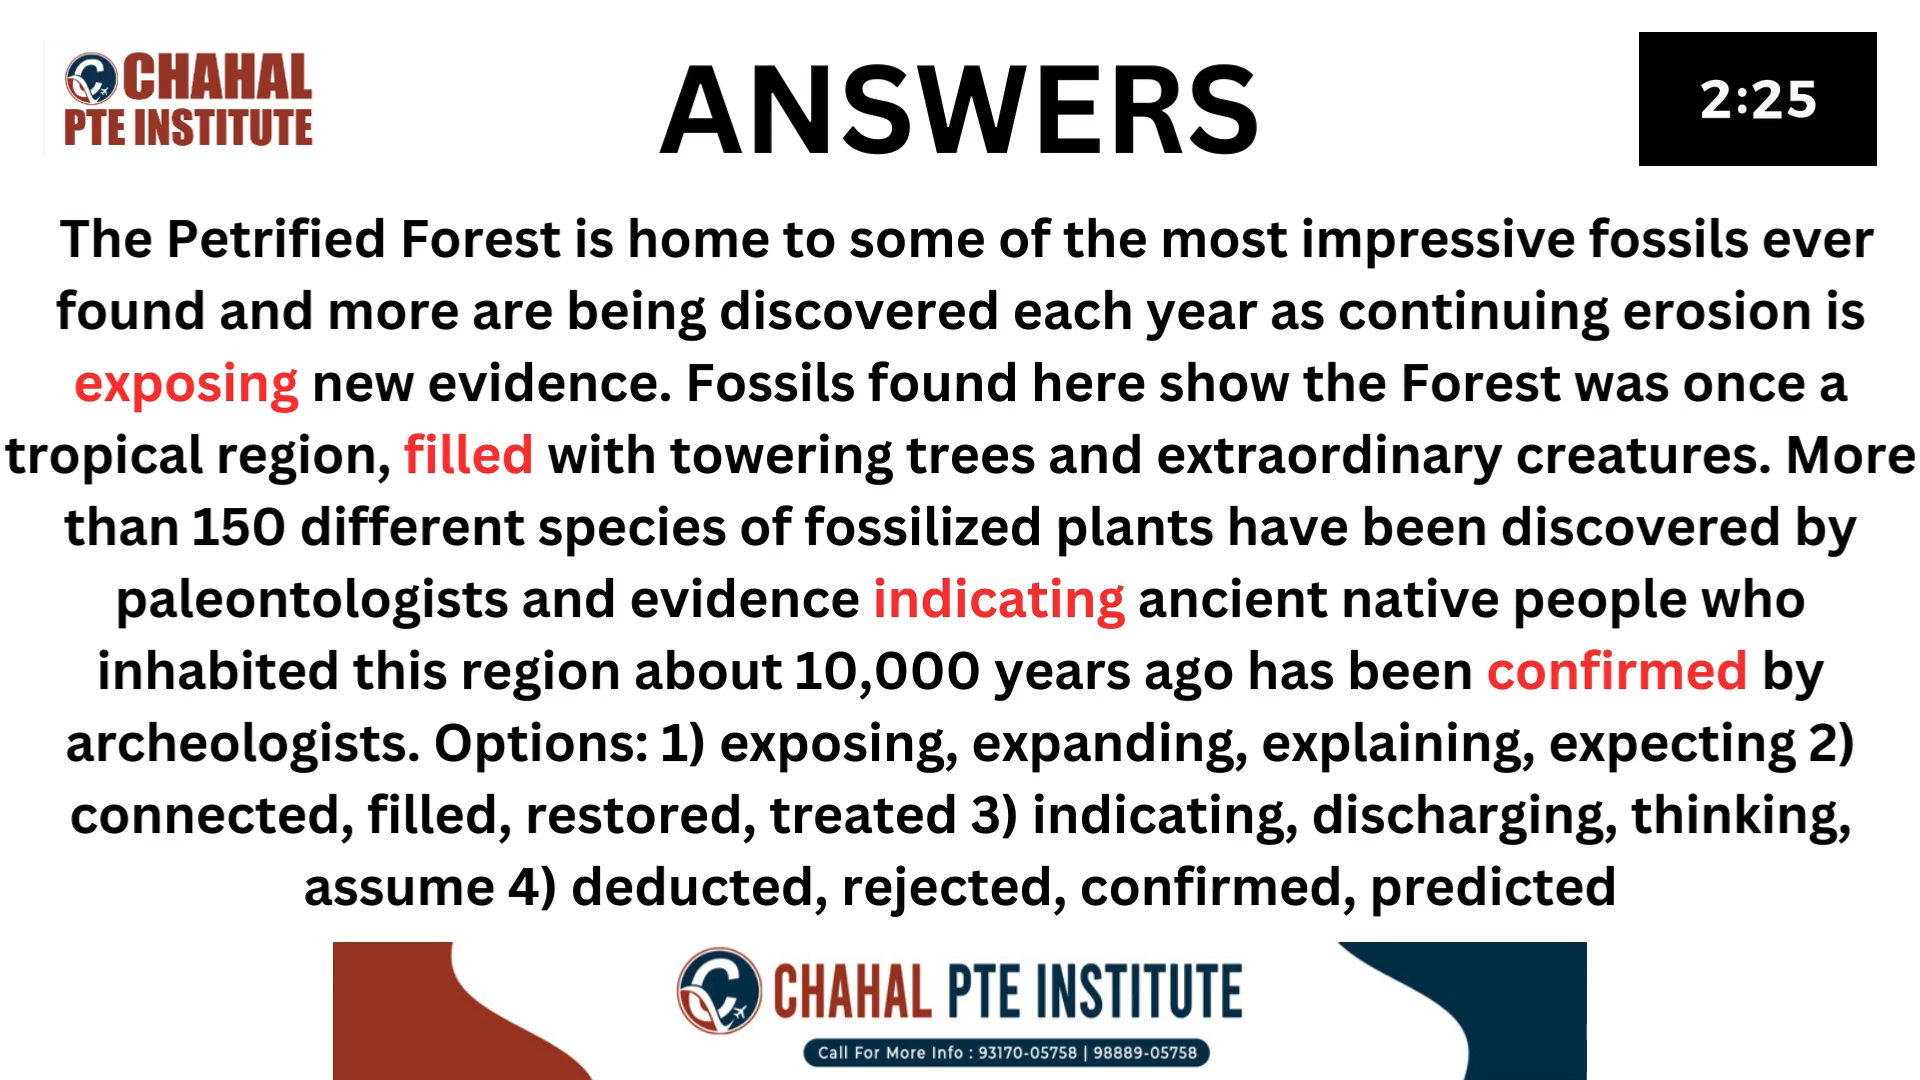 CHAHAL
PTE INSTITUTE
ANSWERS
2:25
The Petrified Forest is home to some of the most impressive fossils ever
found and more are being discovered each year as continuing erosion is
exposing new evidence. Fossils found here show the Forest was once a
tropical region, filled with towering trees and extraordinary creatures. More
than 150 different species of fossilized plants have been discovered by
paleontologists and evidence indicating ancient native people who
inhabited this region about 10,000 years ago has been confirmed by
archeologists. Options: 1) exposing, expanding, explaining, expecting 2)
connected, filled, restored, treated 3) indicating, discharging, thinking,
assume 4) deducted, rejected, confirmed, predicted
CHAHAL PTE INSTITUTE
Call For More Info : 93170-05758 | 98889-05758